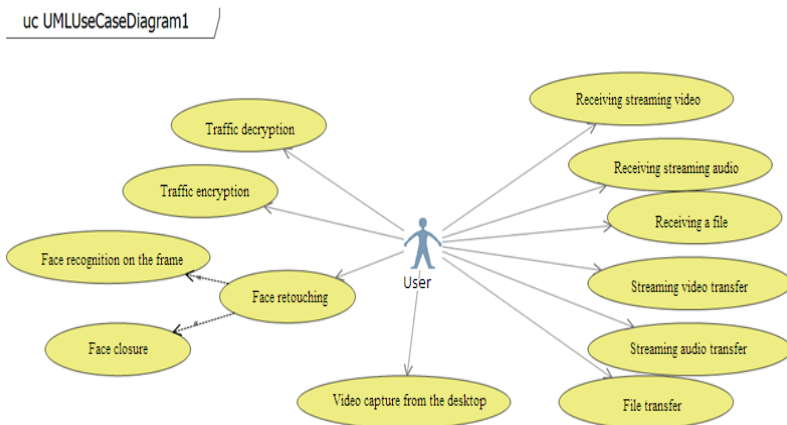 uc UMLUseCaseDiagram1
Receiving streaming video
Traffic decryption
Receiving streaming audio
Traffic encryption
Receiving a file
Face recognition on the frame
User
Streaming video transfer
Face retouching
Face closure
Streaming audio transfer
Video capture from the desktop
File transfer